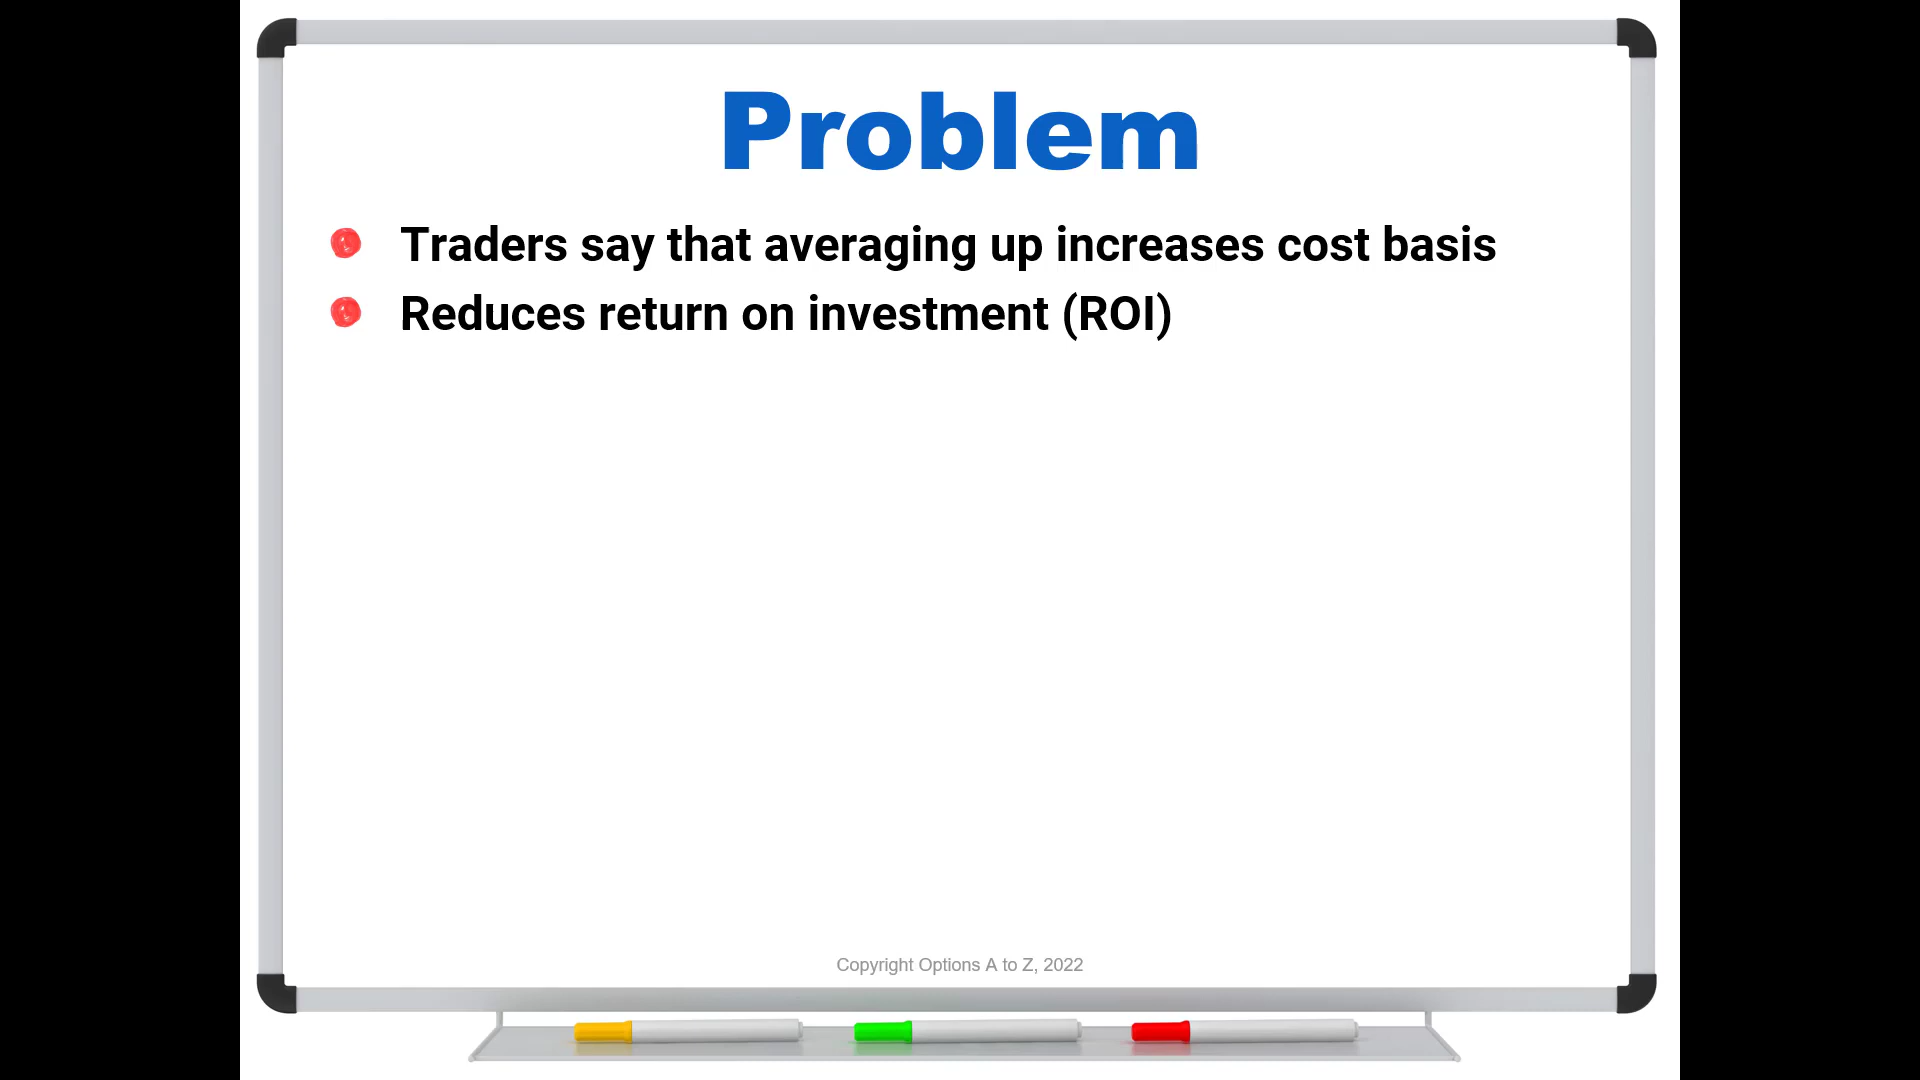 Problem
Traders say that averaging up increases cost basis
Reduces return on investment (ROI)
Copyright Options A to Z, 2022